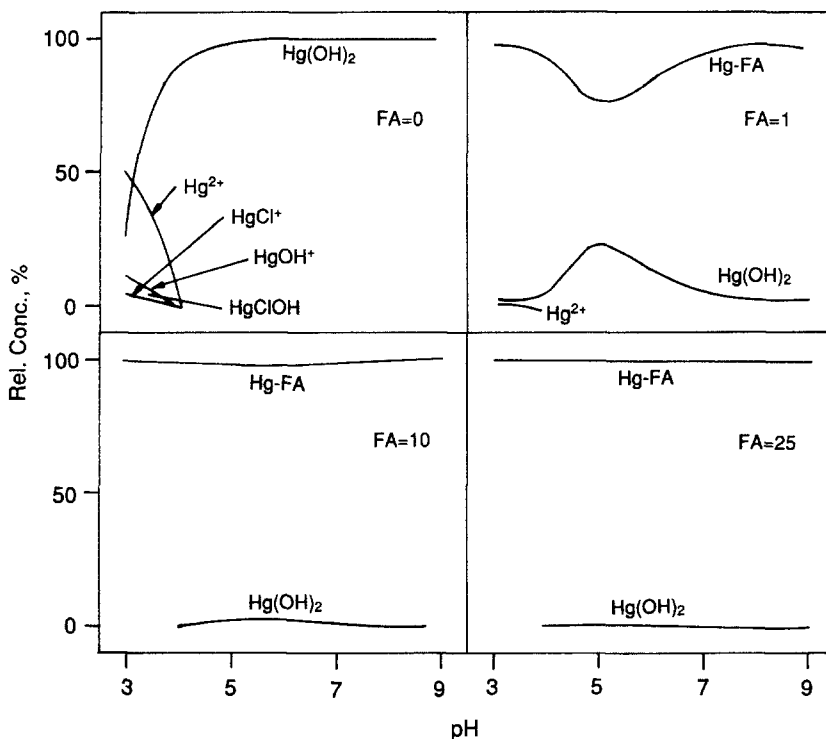 Rel. Conc., %
100
50
0
Hg(OH)₂
FA=0
Hg²⁺
HgCl⁺
HgOH⁺
HgClOH
Hg-FA
FA=1
Hg(OH)₂
Hg²⁺
100
50
0
Hg-FA
FA=10
Hg(OH)₂
Hg-FA
FA=25
Hg(OH)₂
3 5 7 9
3 5 7 9
pH